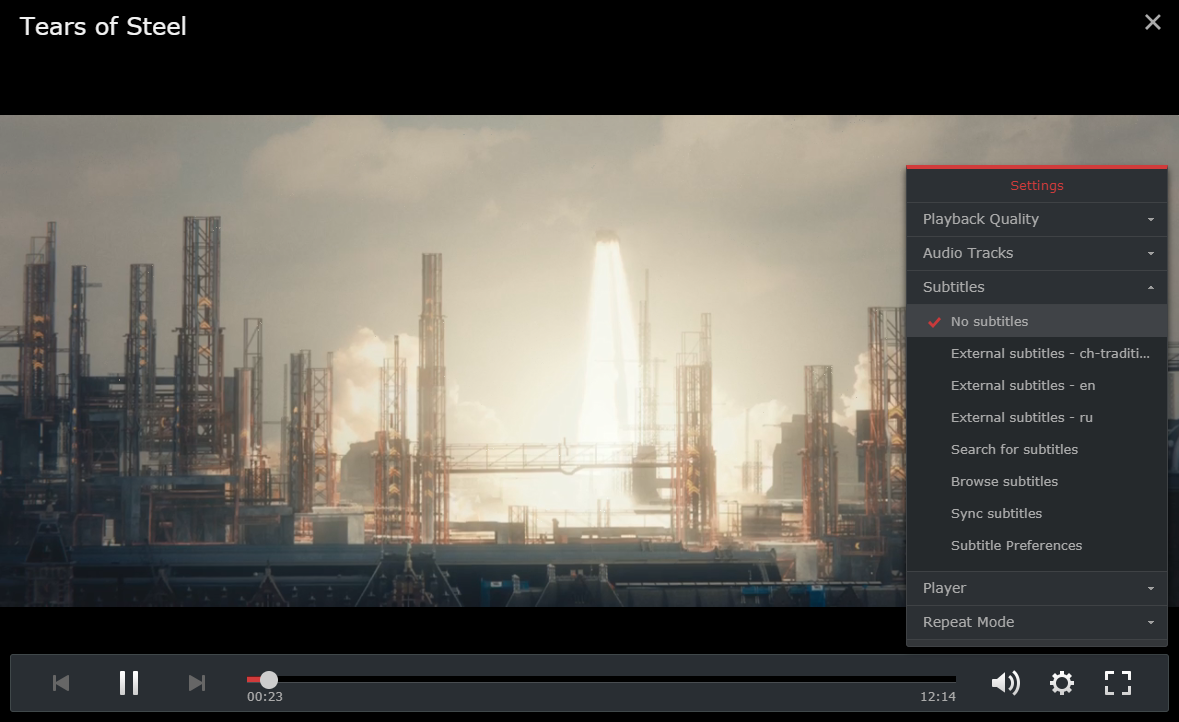 Tears of Steel
Settings
Playback Quality
Audio Tracks
Subtitles
No subtitles
External subtitles - ch-traditi...
External subtitles - en
External subtitles - ru
Search for subtitles
Browse subtitles
Sync subtitles
Subtitle Preferences
Player
Repeat Mode
00:23
12:14